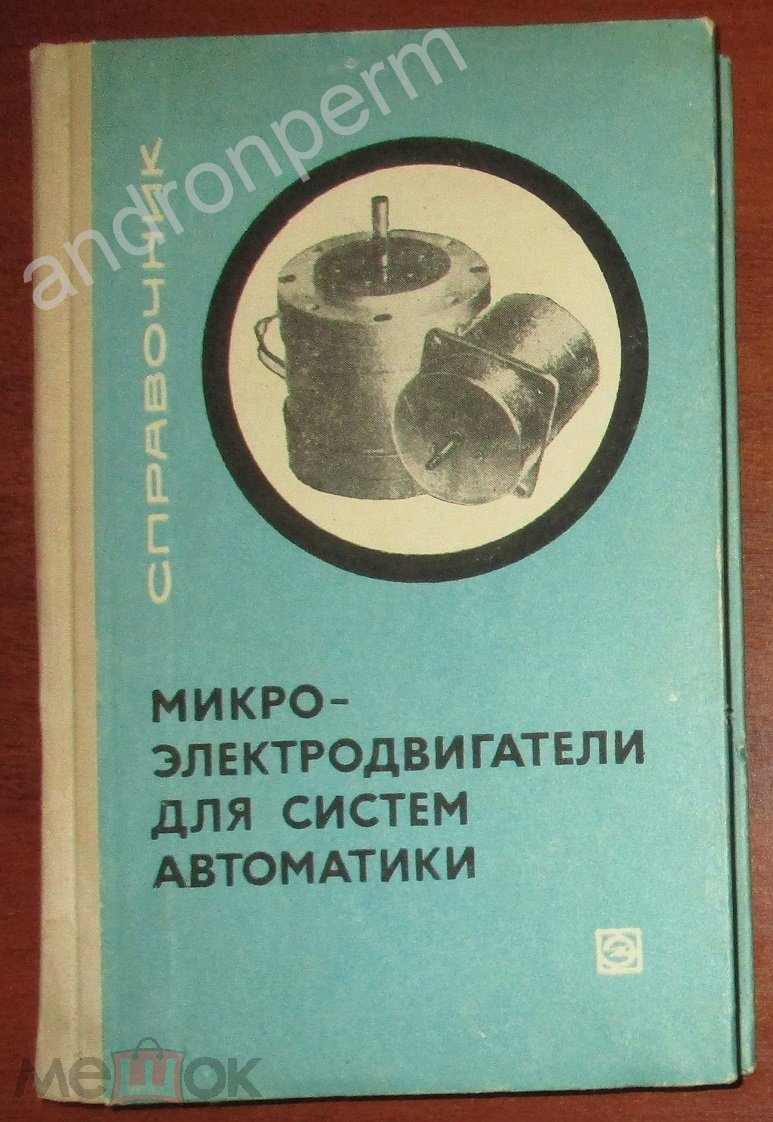 andronperm
СПРАВОЧНИК
МИКРО-
ЭЛЕКТРОДВИГАТЕЛИ
ДЛЯ СИСТЕМ
АВТОМАТИКИ
мешок